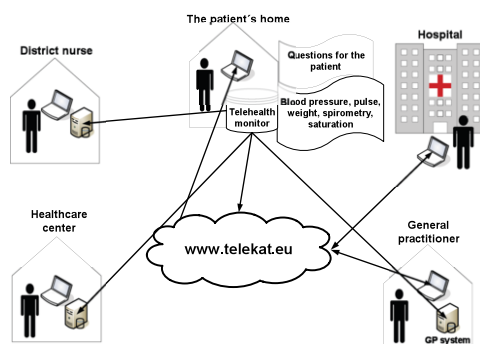 The patient´s home
District nurse
Hospital
Questions for the
patient
Blood pressure, pulse,
weight, spirometry,
saturation
Telehealth
monitor
Healthcare
center
www.telekat.eu
General
practitioner
GP system